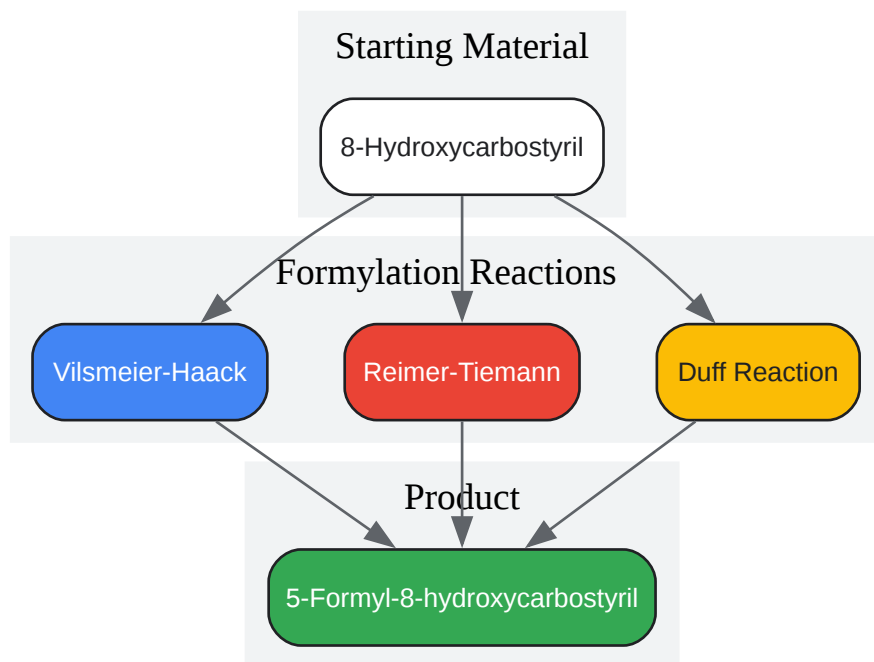 Starting Material
8-Hydroxycarbostyril
Formylation Reactions
Vilsmeier-Haack
Reimer-Tiemann
Duff Reaction
Product
5-Formyl-8-hydroxycarbostyril